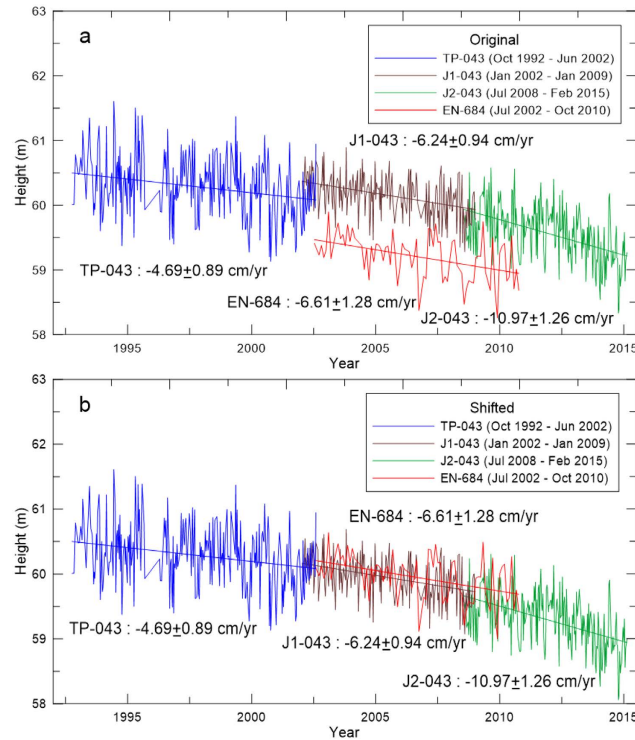 63
62
61
60
59
58
Height (m)
a
Original
TP-043 (Oct 1992 - Jun 2002)
J1-043 (Jan 2002 - Jan 2009)
J2-043 (Jul 2008 - Feb 2015)
EN-684 (Jul 2002 - Oct 2010)
J1-043 : -6.24±0.94 cm/yr
TP-043 : -4.69±0.89 cm/yr
EN-684 : -6.61±1.28 cm/yr
J2-043 : -10.97±1.26 cm/yr
1995 2000 2005 2010 2015
Year
63
62
61
60
59
58
Height (m)
b
Shifted
TP-043 (Oct 1992 - Jun 2002)
J1-043 (Jan 2002 - Jan 2009)
J2-043 (Jul 2008 - Feb 2015)
EN-684 (Jul 2002 - Oct 2010)
EN-684 : -6.61±1.28 cm/yr
TP-043 : -4.69±0.89 cm/yr
J1-043 : -6.24±0.94 cm/yr
J2-043 : -10.97±1.26 cm/yr
1995 2000 2005 2010 2015
Year